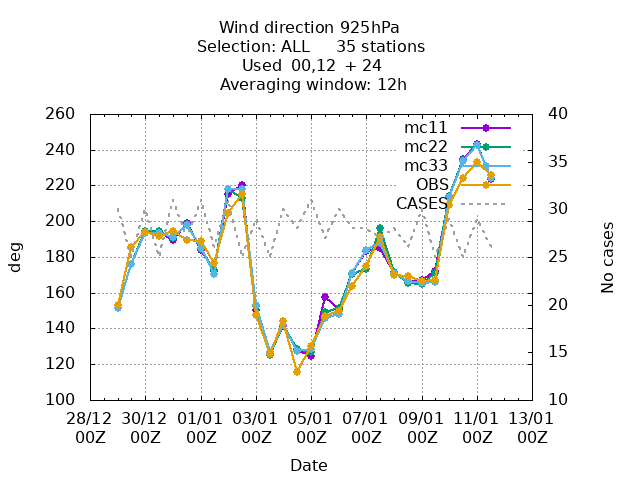 Wind direction 925hPa
Selection: ALL 35 stations
Used 00,12 + 24
Averaging window: 12h
260 40
mc11
240 mc22
35
mc33
220 OBS
CASES 30
200
180 25
160 20
140
120 15
100 10
deg
No cases
28/12 30/12 01/01 03/01 05/01 07/01 09/01 11/01 13/01
00Z 00Z 00Z 00Z 00Z 00Z 00Z 00Z 00Z
Date